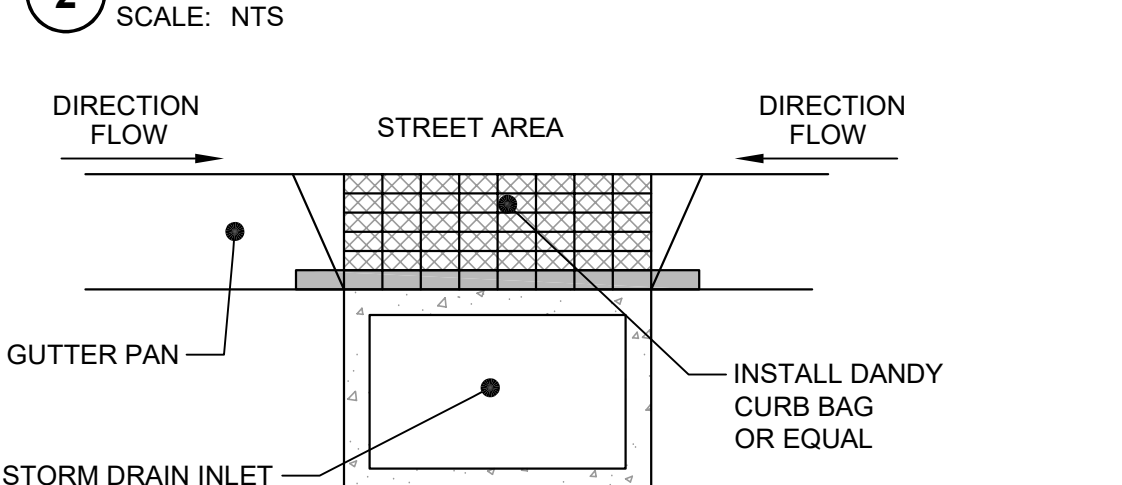 2
SCALE: NTS
DIRECTION
FLOW
STREET AREA
DIRECTION
FLOW
GUTTER PAN
INSTALL DANDY
CURB BAG
OR EQUAL
STORM DRAIN INLET